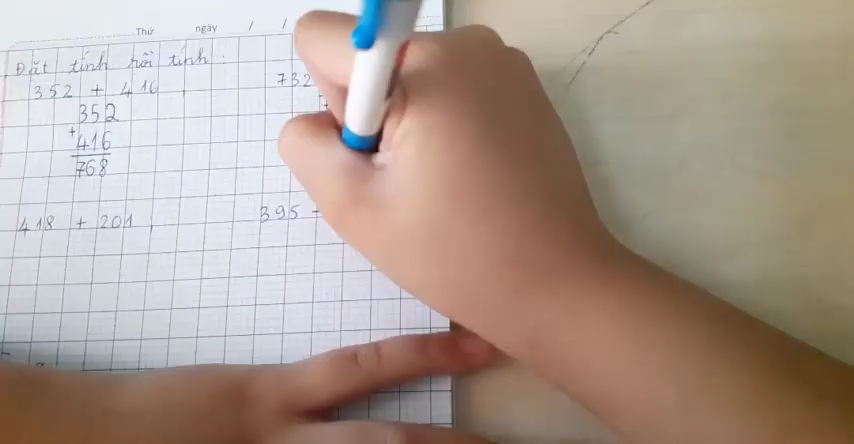 Thứ ngày / /
Đặt tính rồi tính :
352 + 416 , 732
352
+
416
768
418 + 201 , 395 -